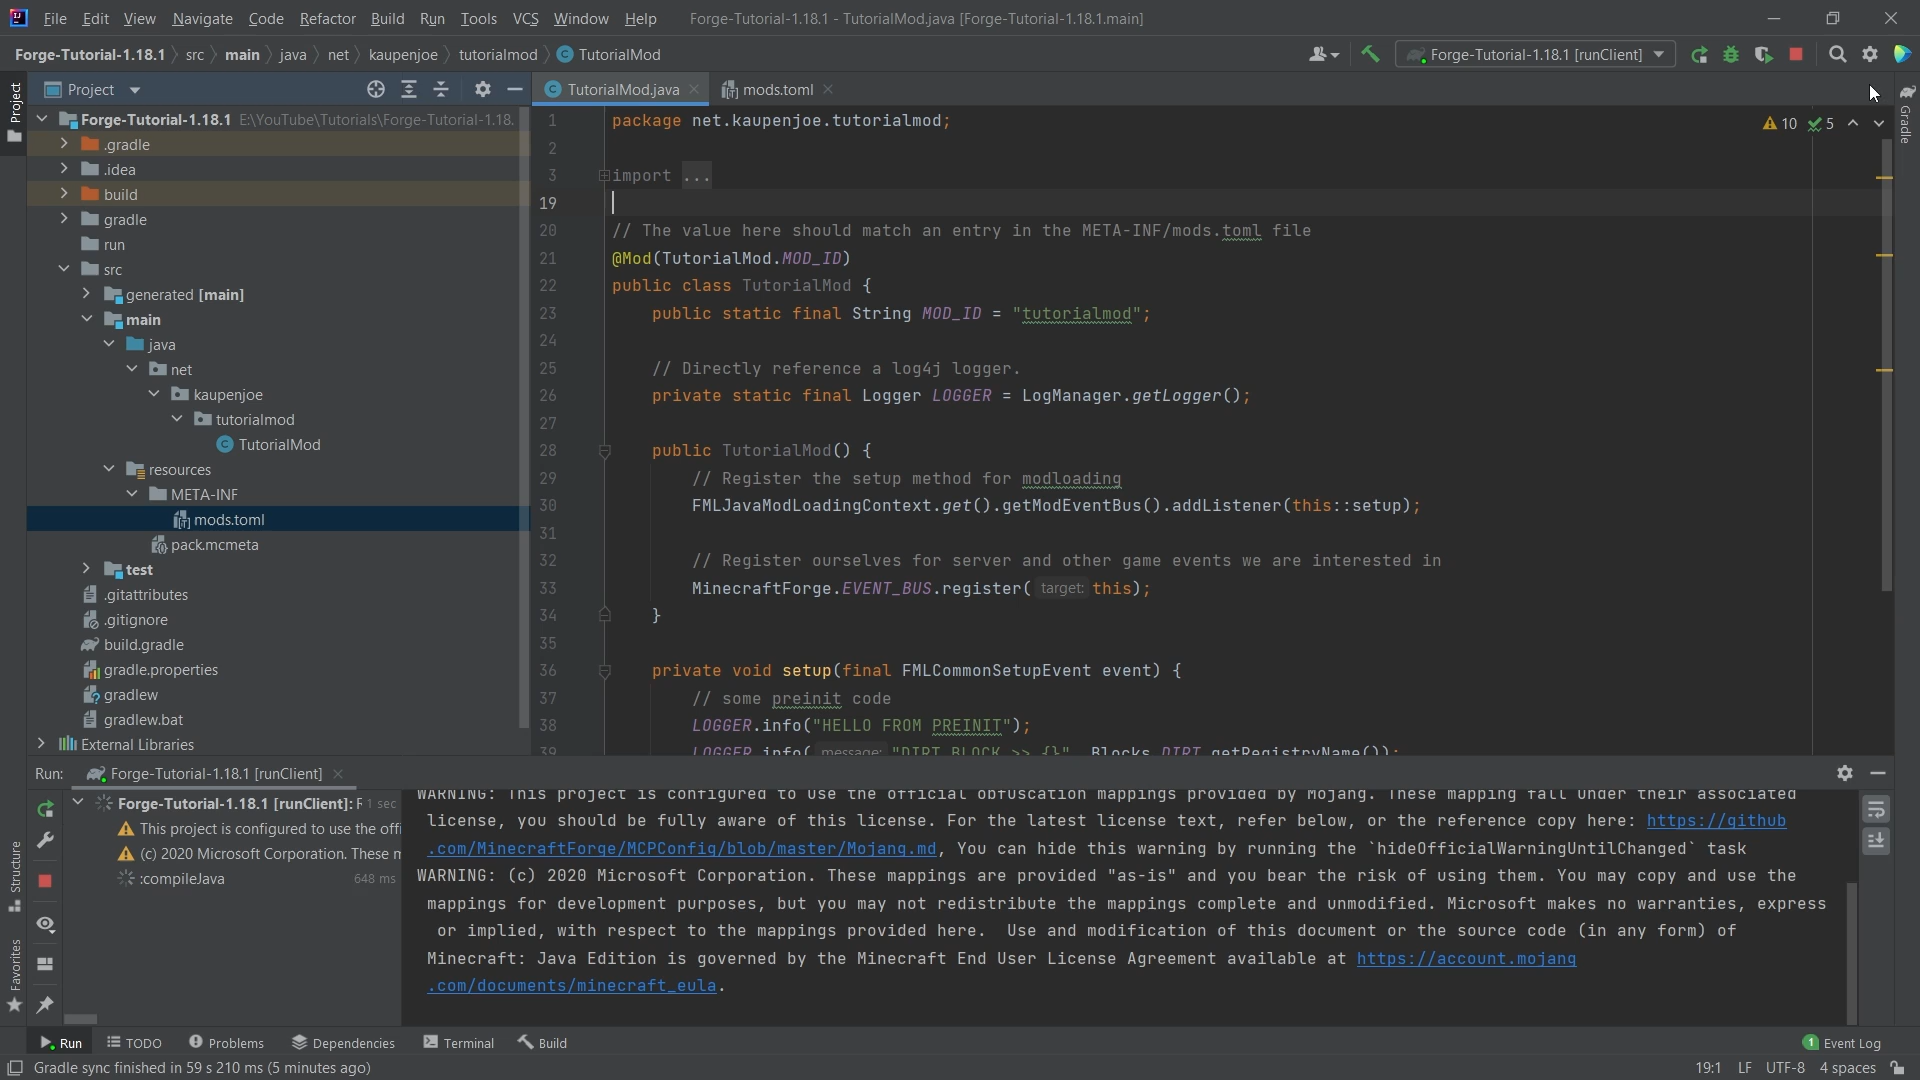 File Edit View Navigate Code Refactor Build Run Tools VCS Window Help Forge-Tutorial-1.18.1 - TutorialMod.java [Forge-Tutorial-1.18.1.main]
Forge-Tutorial-1.18.1 src main java net kaupenjoe tutorialmod TutorialMod
Forge-Tutorial-1.18.1 [runClient]
Project
Project
Forge-Tutorial-1.18.1 E:\YouTube\Tutorials\Forge-Tutorial-1.18.
.gradle
.idea
build
gradle
run
src
generated [main]
main
java
net
kaupenjoe
tutorialmod
TutorialMod
resources
META-INF
mods.toml
pack.mcmeta
test
.gitattributes
.gitignore
build.gradle
gradle.properties
gradlew
gradlew.bat
External Libraries
TutorialMod.java mods.toml
Gradle
10 5
1 package net.kaupenjoe.tutorialmod;
2
3 import ...
19
20 // The value here should match an entry in the META-INF/mods.toml file
21 @Mod(TutorialMod.MOD_ID)
22 public class TutorialMod {
23 public static final String MOD_ID = "tutorialmod";
24
25 // Directly reference a log4j logger.
26 private static final Logger LOGGER = LogManager.getLogger();
27
28 public TutorialMod() {
29 // Register the setup method for modloading
30 FMLJavaModLoadingContext.get().getModEventBus().addListener(this::setup);
31
32 // Register ourselves for server and other game events we are interested in
33 MinecraftForge.EVENT_BUS.register( target: this);
34 }
35
36 private void setup(final FMLCommonSetupEvent event) {
37 // some preinit code
38 LOGGER.info("HELLO FROM PREINIT");
39 LOGGER.info( message: "DIRT BLOCK >> {}", Blocks.DIRT.getRegistryName());
Run: Forge-Tutorial-1.18.1 [runClient]
Forge-Tutorial-1.18.1 [runClient]: F 1 sec
This project is configured to use the offi
(c) 2020 Microsoft Corporation. These m
:compileJava 648 ms
WARNING: This project is configured to use the official obfuscation mappings provided by Mojang. These mapping fall under their associated
license, you should be fully aware of this license. For the latest license text, refer below, or the reference copy here: https://github
.com/MinecraftForge/MCPConfig/blob/master/Mojang.md, You can hide this warning by running the `hideOfficialWarningUntilChanged` task
WARNING: (c) 2020 Microsoft Corporation. These mappings are provided "as-is" and you bear the risk of using them. You may copy and use the
mappings for development purposes, but you may not redistribute the mappings complete and unmodified. Microsoft makes no warranties, express
or implied, with respect to the mappings provided here.  Use and modification of this document or the source code (in any form) of
Minecraft: Java Edition is governed by the Minecraft End User License Agreement available at https://account.mojang
.com/documents/minecraft_eula.
Structure
Favorites
Run TODO Problems Dependencies Terminal Build 1 Event Log
Gradle sync finished in 59 s 210 ms (5 minutes ago) 19:1 LF UTF-8 4 spaces